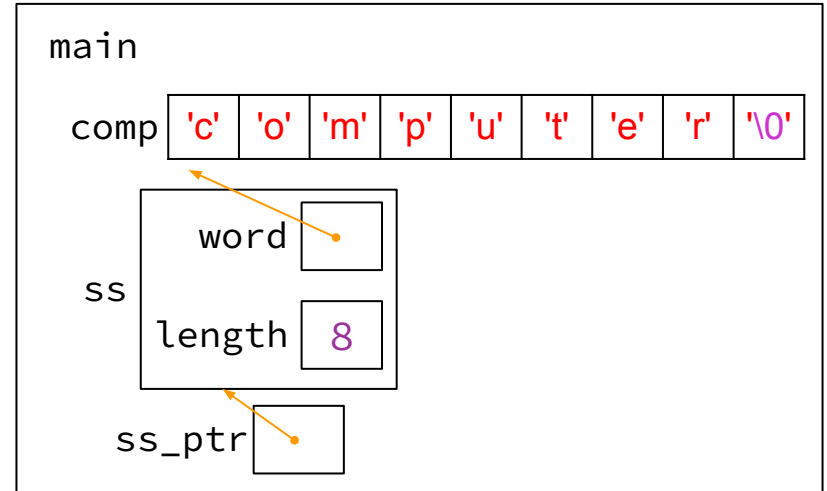 main
comp 'c' 'o' 'm' 'p' 'u' 't' 'e' 'r' '\0'
word
ss
length 8
ss_ptr